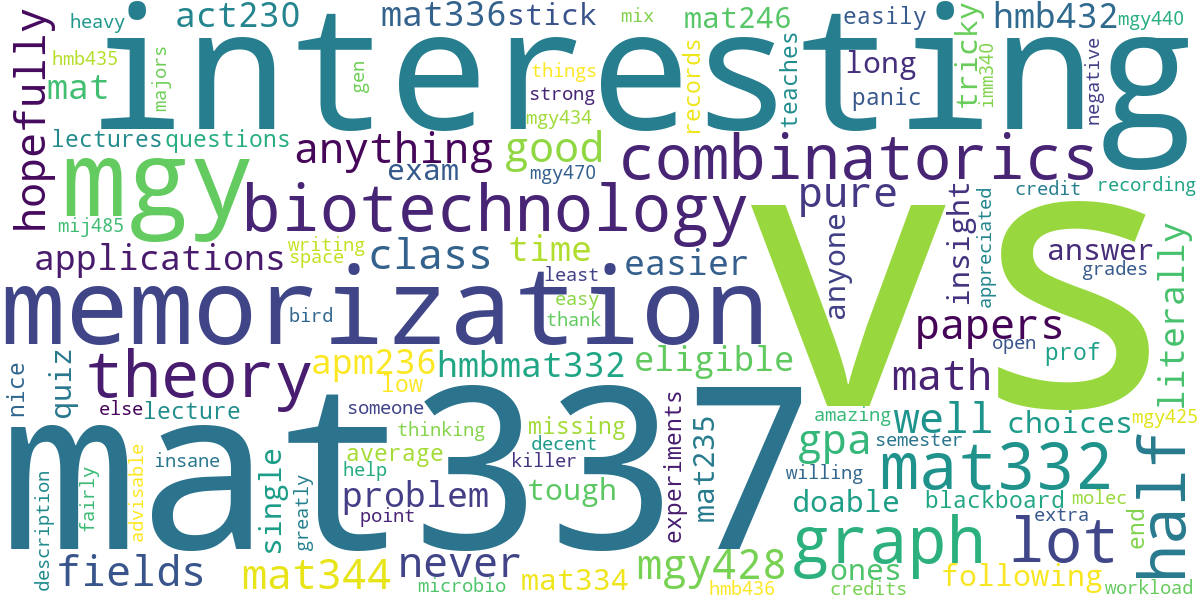 heavy
act230
mat336
stick
mix
mat246
easily
hmb432
mgy440
interesting
hopefully
hmb435
majors
gen
things
strong
mgy434
records
teaches
long
panic
tricky
imm340
negative
mat
lectures
questions
anything
good
exam
mgy470
combinatorics
mgy
mij485
biotechnology
pure
credit
recording
vs
applications
writing
space
class
time
easier
anyone
insight
appreciated
answer
grades
literally
memorization
bird
least
easy
thank
papers
open
prof
nice
quiz
theory
apm236
hmbmat332
eligible
math
low
else
lecture
someone
thinking
missing
decent
average
mat337
experiments
mat235
amazing
well
choices
mgy425
gpa
semester
half
description
fairly
advisable
insane
single
greatly
help
killer
problem
point
tough
willing
mat332
doable
blackboard
molec
extra
end
graph
lot
fields
mat344
never
microbio
mat334
mgy428
hmb436
ones
credits
following
workload